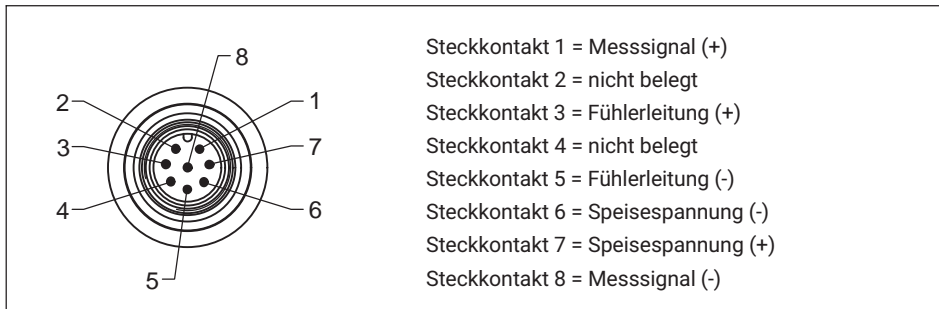 8
2
1
3
7
4
6
5
Steckkontakt 1 = Messsignal (+)
Steckkontakt 2 = nicht belegt
Steckkontakt 3 = Fühlerleitung (+)
Steckkontakt 4 = nicht belegt
Steckkontakt 5 = Fühlerleitung (-)
Steckkontakt 6 = Speisespannung (-)
Steckkontakt 7 = Speisespannung (+)
Steckkontakt 8 = Messsignal (-)